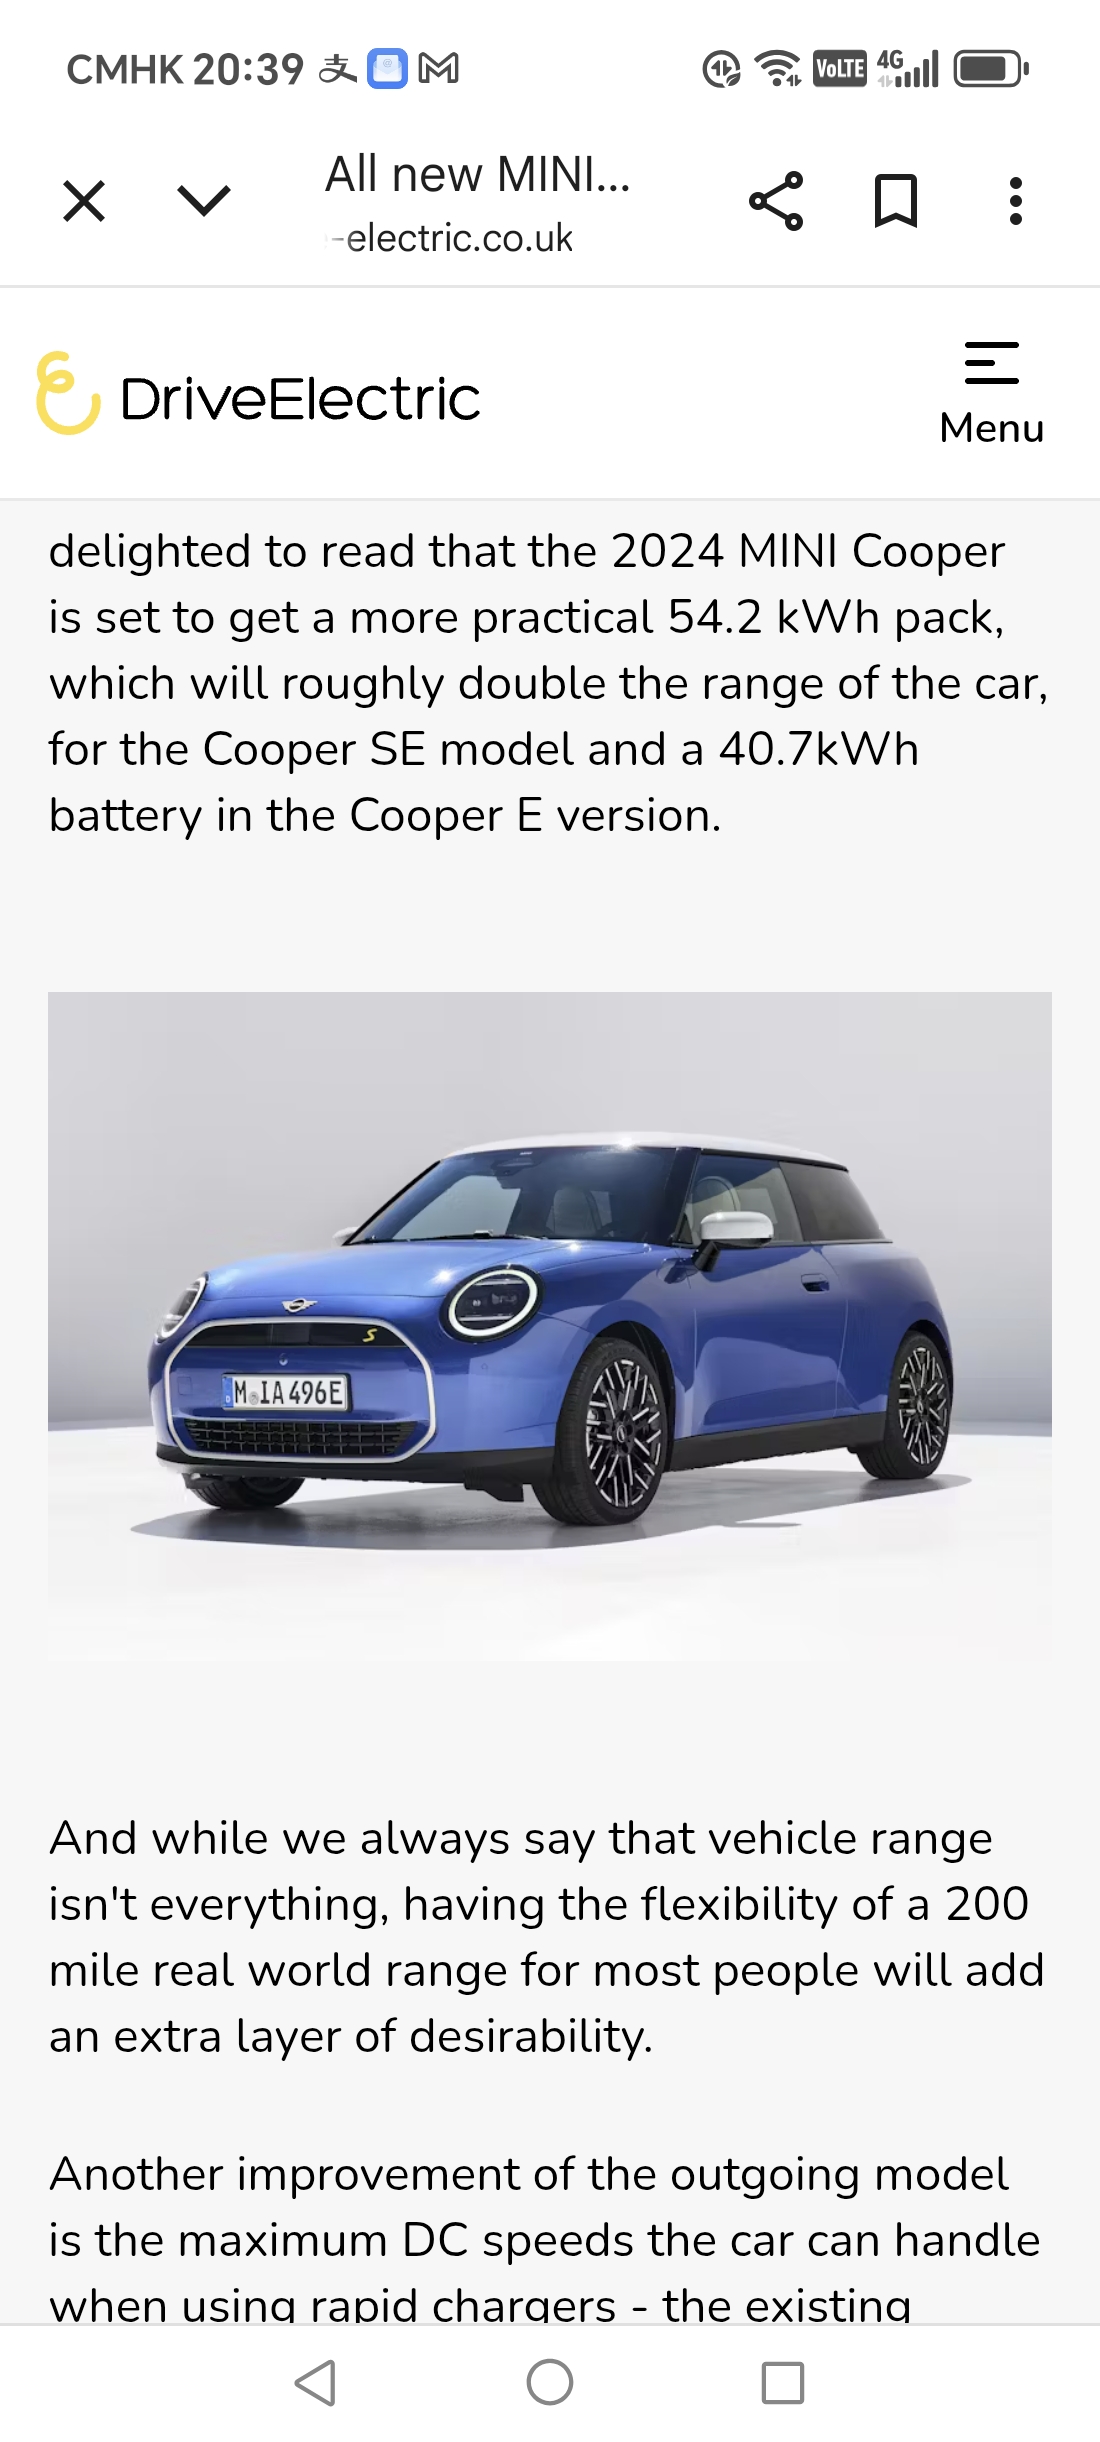 CMHK 20:39 支
VoLTE 4G
All new MINI...
-electric.co.uk
DriveElectric
Menu
delighted to read that the 2024 MINI Cooper
is set to get a more practical 54.2 kWh pack,
which will roughly double the range of the car,
for the Cooper SE model and a 40.7kWh
battery in the Cooper E version.
S
M IA 496E
And while we always say that vehicle range
isn't everything, having the flexibility of a 200
mile real world range for most people will add
an extra layer of desirability.
Another improvement of the outgoing model
is the maximum DC speeds the car can handle
when using rapid chargers - the existing